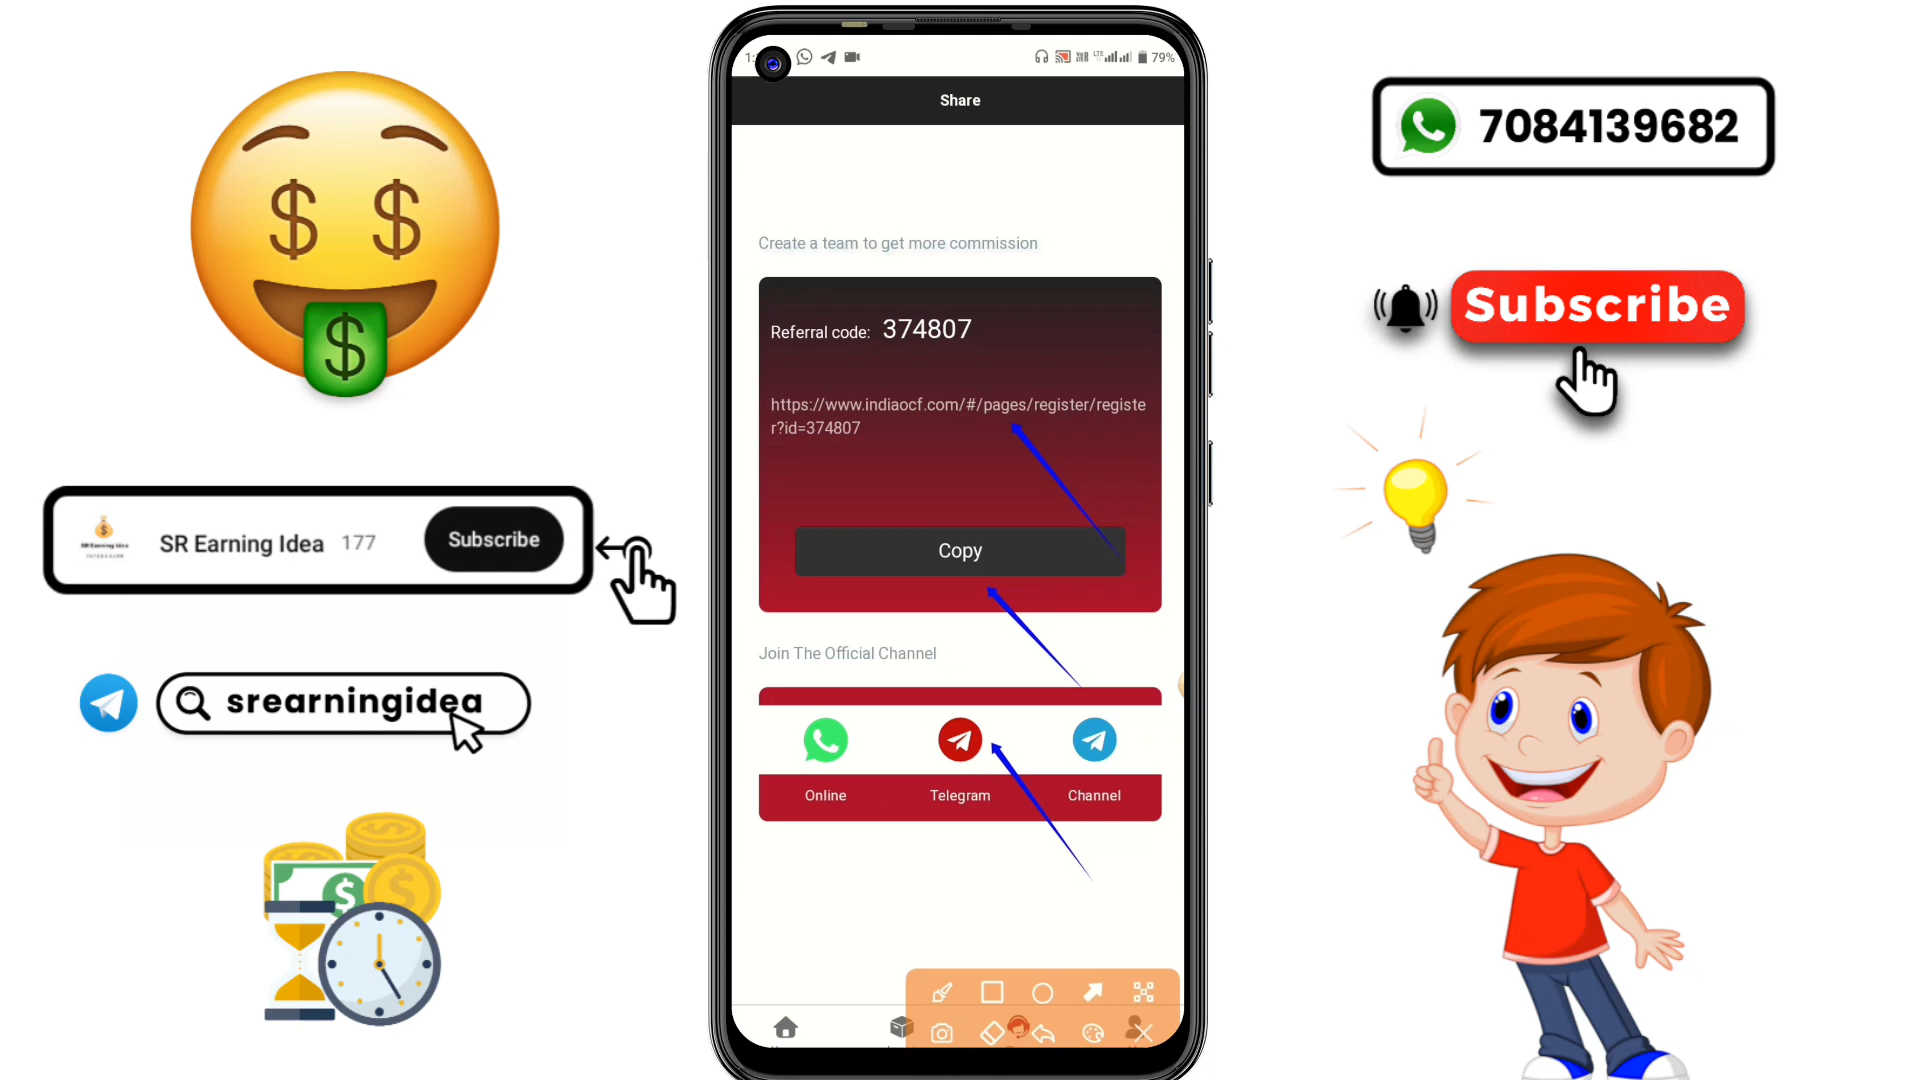 79%
Share
7084139682
Create a team to get more commission
Subscribe
Referral code: 374807
https://www.indiaocf.com/#/pages/register/registe
r?id=374807
SR Earning Idea 177 Subscribe
Copy
Join The Official Channel
srearningidea
Online Telegram Channel